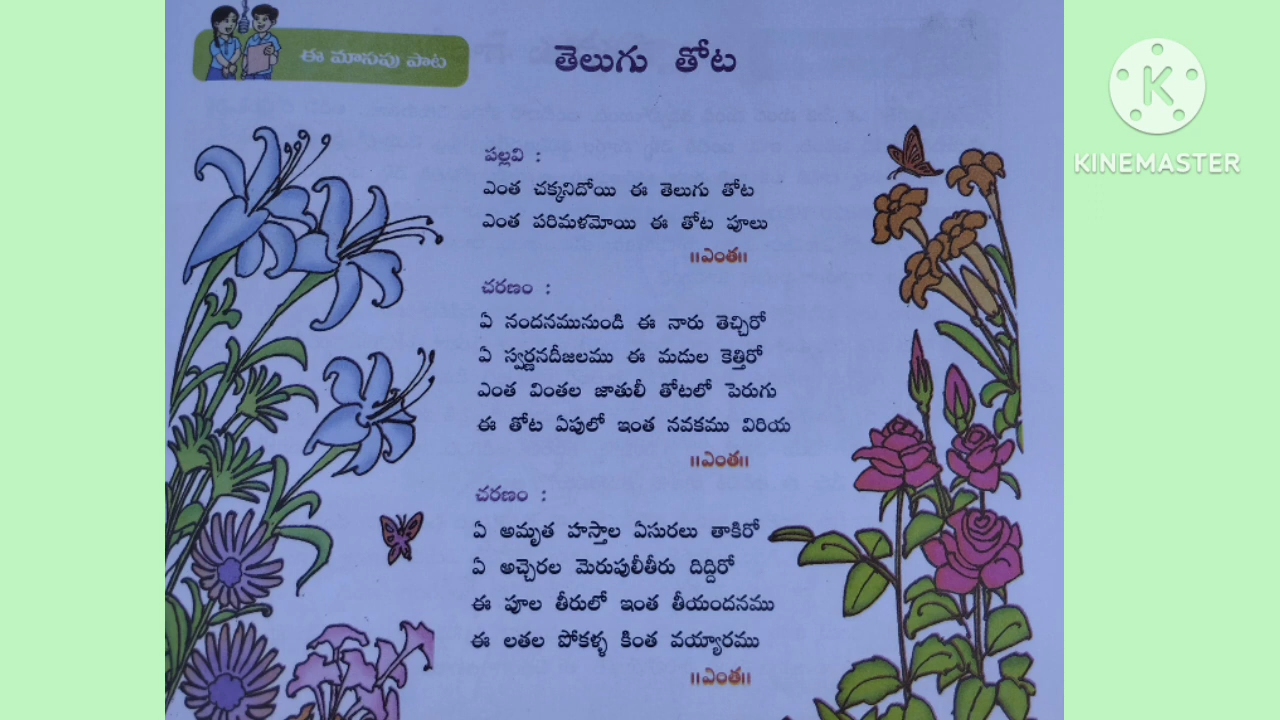 ఈ మాసపు పాట
తెలుగు తోట
KINEMASTER
పల్లవి :
ఎంత చక్కనిదోయి ఈ తెలుగు తోట
ఎంత పరిమళమోయి ఈ తోట పూలు
॥ఎంత॥
చరణం :
ఏ నందనమునుండి ఈ నారు తెచ్చిరో
ఏ స్వర్ణనదీజలము ఈ మడుల కెత్తిరో
ఎంత వింతల జాతులీ తోటలో పెరుగు
ఈ తోట ఏపులో ఇంత నవకము విరియ
॥ఎంత॥
చరణం :
ఏ అమృత హస్తాల ఏసురలు తాకిరో
ఏ అచ్చెరల మెరుపులీతీరు దిద్దిరో
ఈ పూల తీరులో ఇంత తీయందనము
ఈ లతల పోకళ్ళ కింత వయ్యారము
॥ఎంత॥